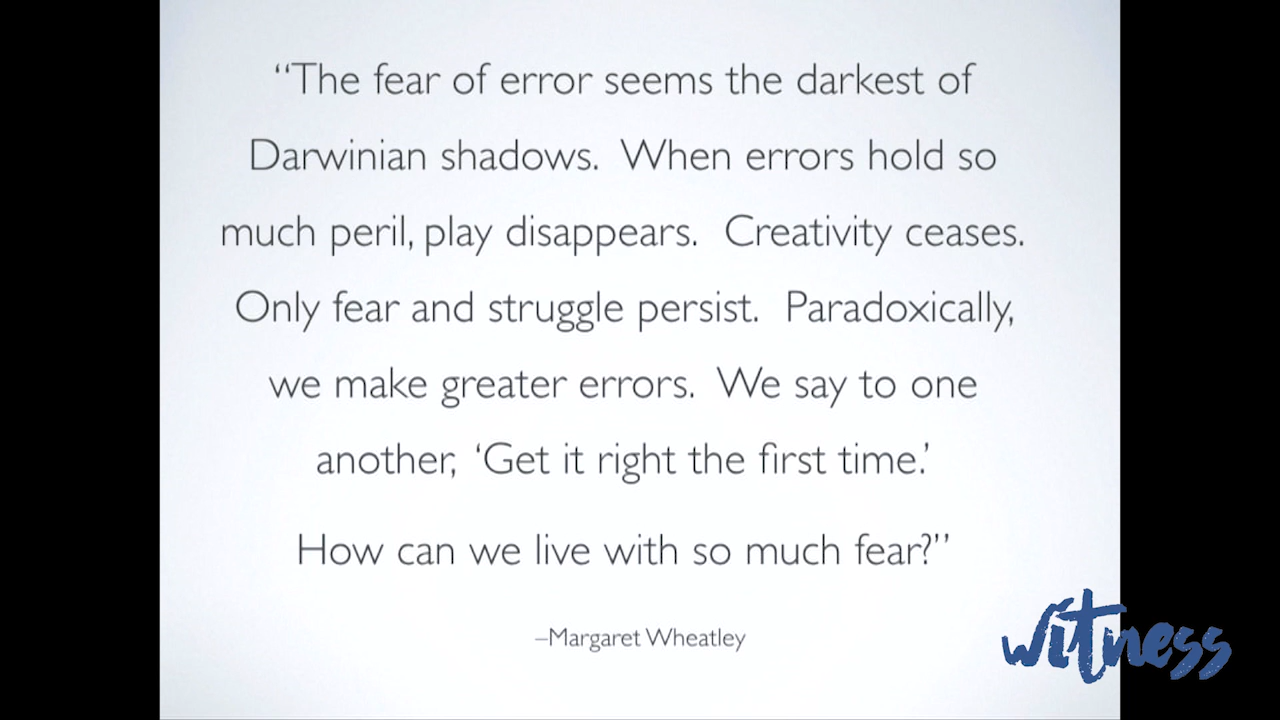 “The fear of error seems the darkest of
Darwinian shadows.  When errors hold so
much peril, play disappears.  Creativity ceases.
Only fear and struggle persist.  Paradoxically,
we make greater errors.  We say to one
another,  ‘Get it right the first time.’
How can we live with so much fear?”
–Margaret Wheatley
witness